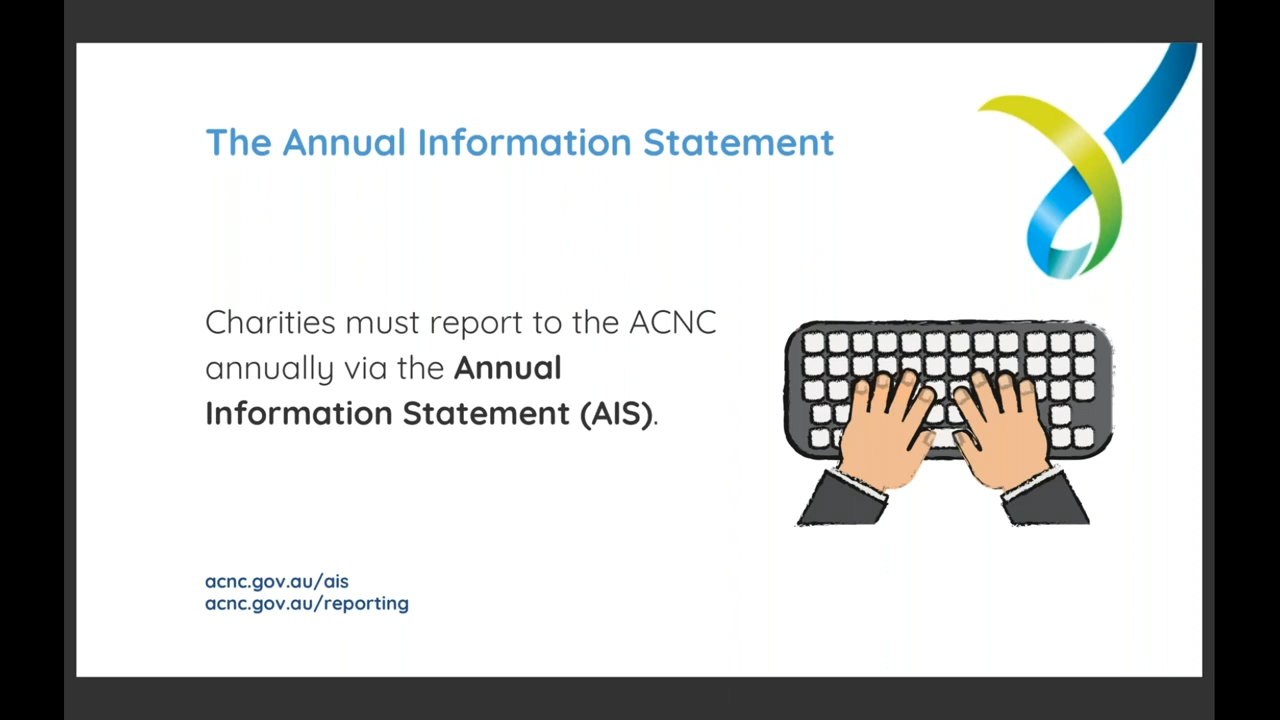 The Annual Information Statement
Charities must report to the ACNC
annually via the Annual
Information Statement (AIS).
acnc.gov.au/ais
acnc.gov.au/reporting